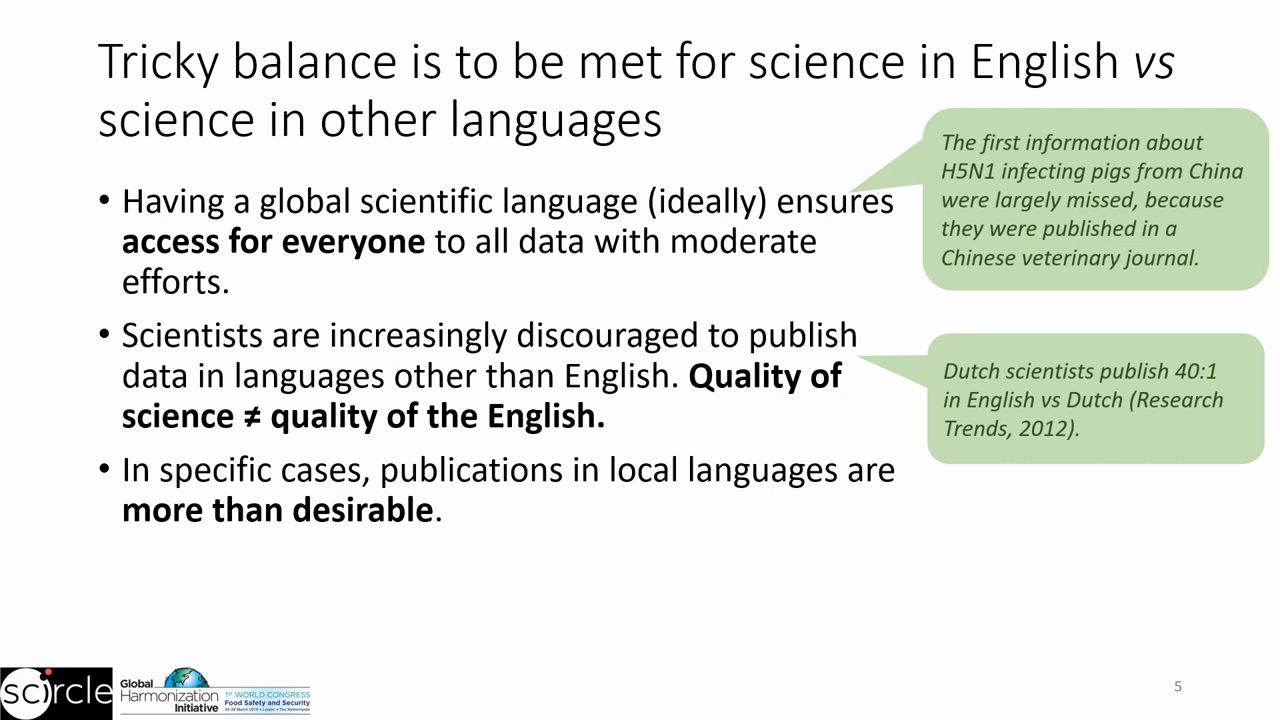 Tricky balance is to be met for science in English vs
science in other languages
• Having a global scientific language (ideally) ensures
access for everyone to all data with moderate
efforts.
• Scientists are increasingly discouraged to publish
data in languages other than English. Quality of
science ≠ quality of the English.
• In specific cases, publications in local languages are
more than desirable.
The first information about
H5N1 infecting pigs from China
were largely missed, because
they were published in a
Chinese veterinary journal.
Dutch scientists publish 40:1
in English vs Dutch (Research
Trends, 2012).
scircle
Global
Harmonization
Initiative
1ST WORLD CONGRESS
Food Safety and Security
5